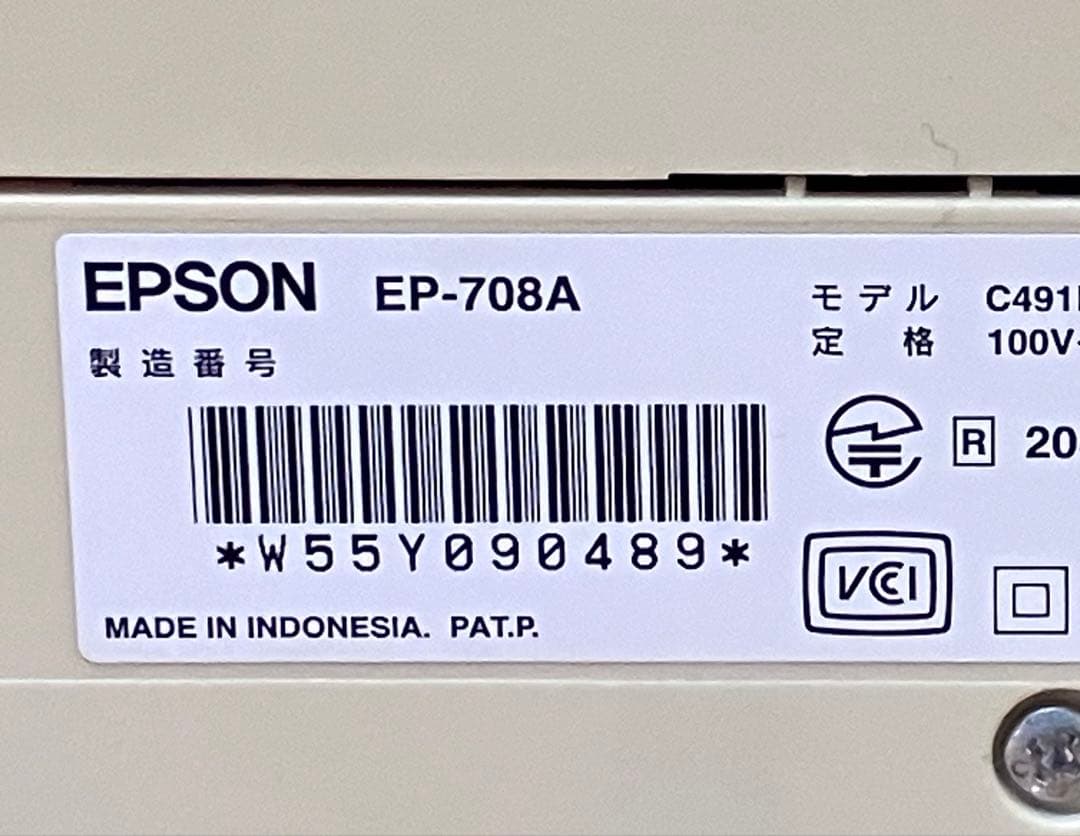 EPSON EP-708A
製造番号
*W55Y090489*
MADE IN INDONESIA. PAT.P.
モデル C491
定格 100V
R 20
VCCI